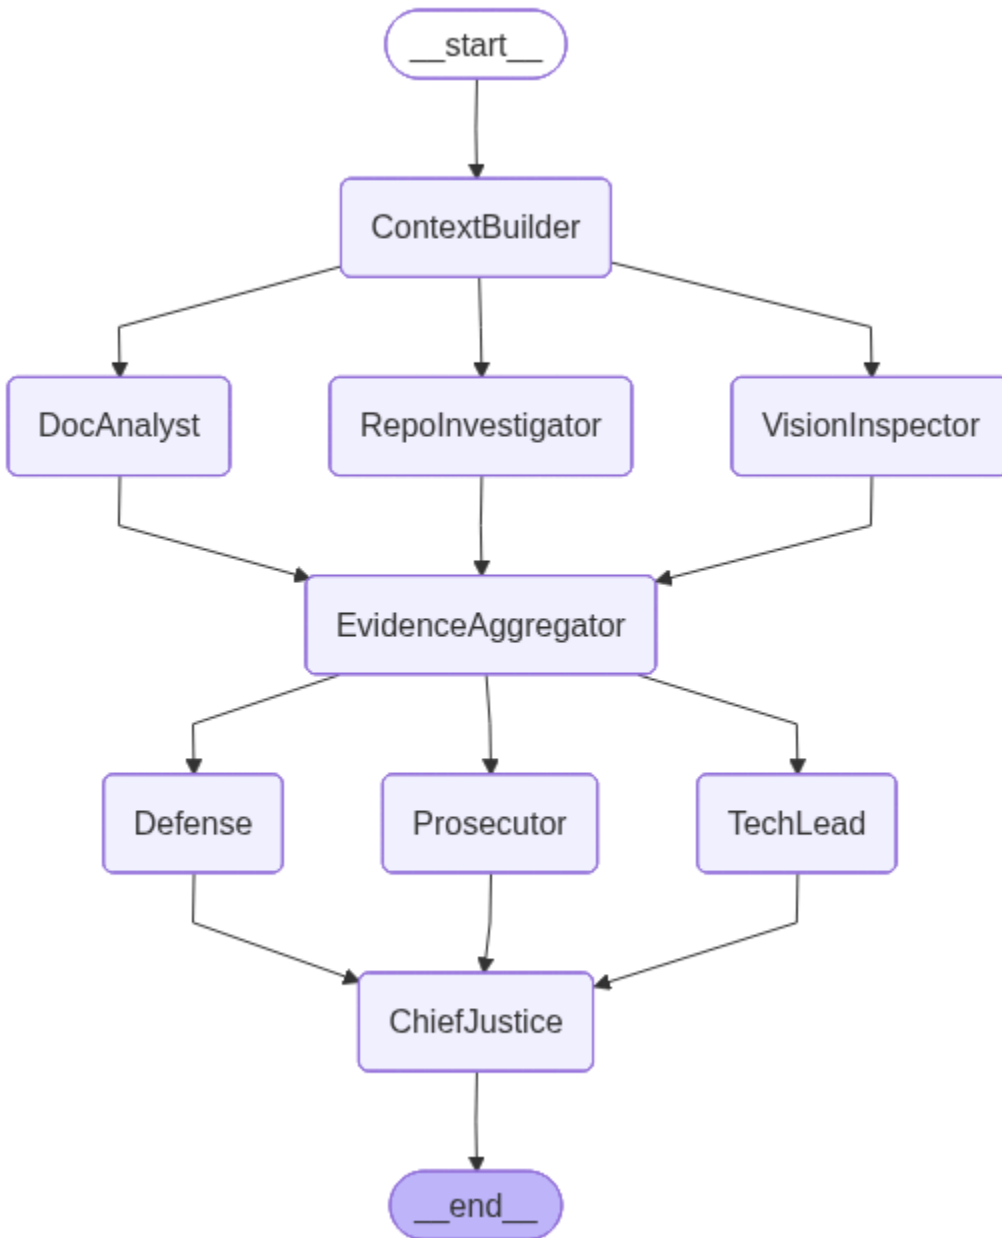 __start__
ContextBuilder
DocAnalyst
RepoInvestigator
VisionInspector
EvidenceAggregator
Defense
Prosecutor
TechLead
ChiefJustice
__end__